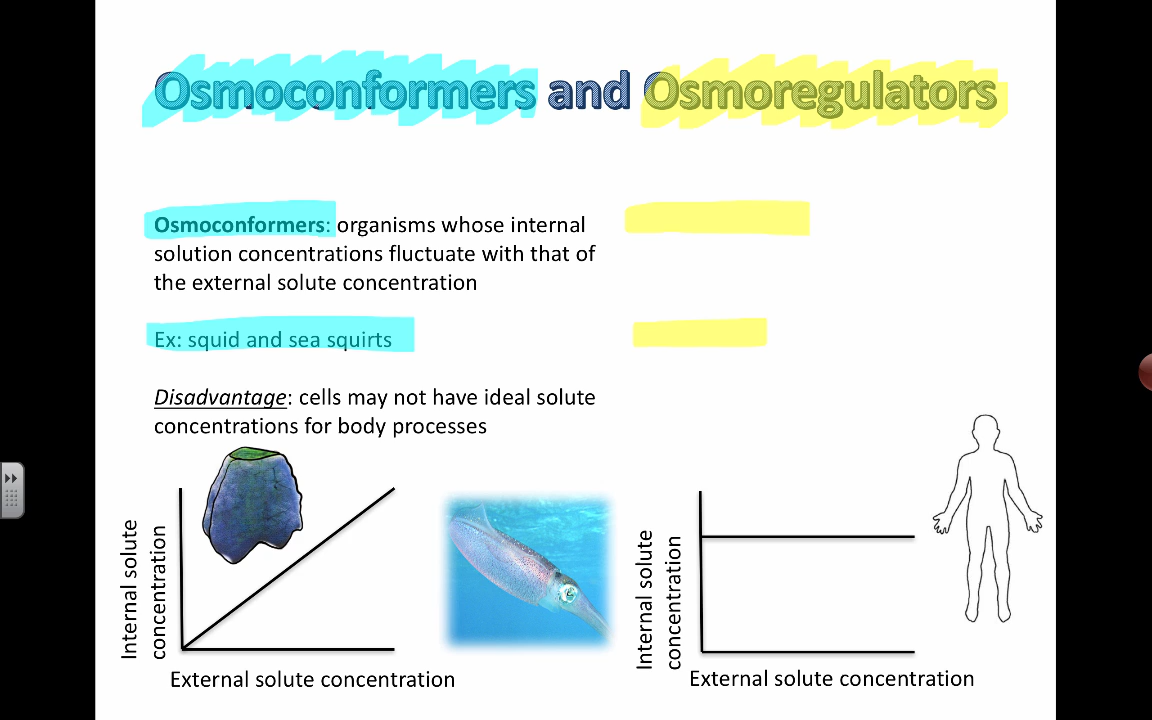 Osmoconformers and Osmoregulators
Osmoconformers: organisms whose internal
solution concentrations fluctuate with that of
the external solute concentration
Ex: squid and sea squirts
Disadvantage: cells may not have ideal solute
concentrations for body processes
Internal solute
concentration
External solute concentration
Internal solute
concentration
External solute concentration